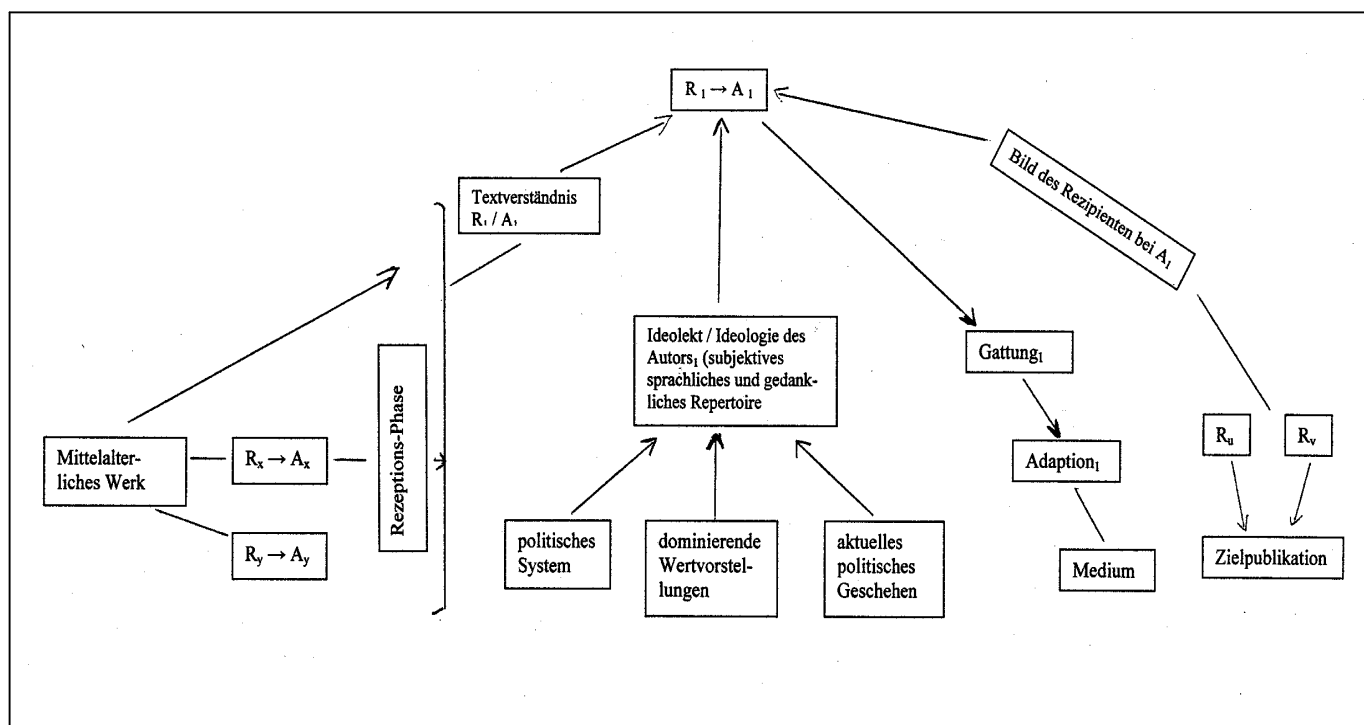 R₁ → A₁
Bild des Rezipienten bei A₁
Textverständnis
R₁ / A₁
Ideolekt / Ideologie des
Autors₁ (subjektives
sprachliches und gedank-
liches Repertoire
Gattung₁
Rezeptions-Phase
Mittelalter-
liches Werk
Rₓ → Aₓ
R_y → A_y
Adaption₁
Rᵤ
Rᵥ
politisches
System
dominierende
Wertvorstel-
lungen
aktuelles
politisches
Geschehen
Medium
Zielpublikation